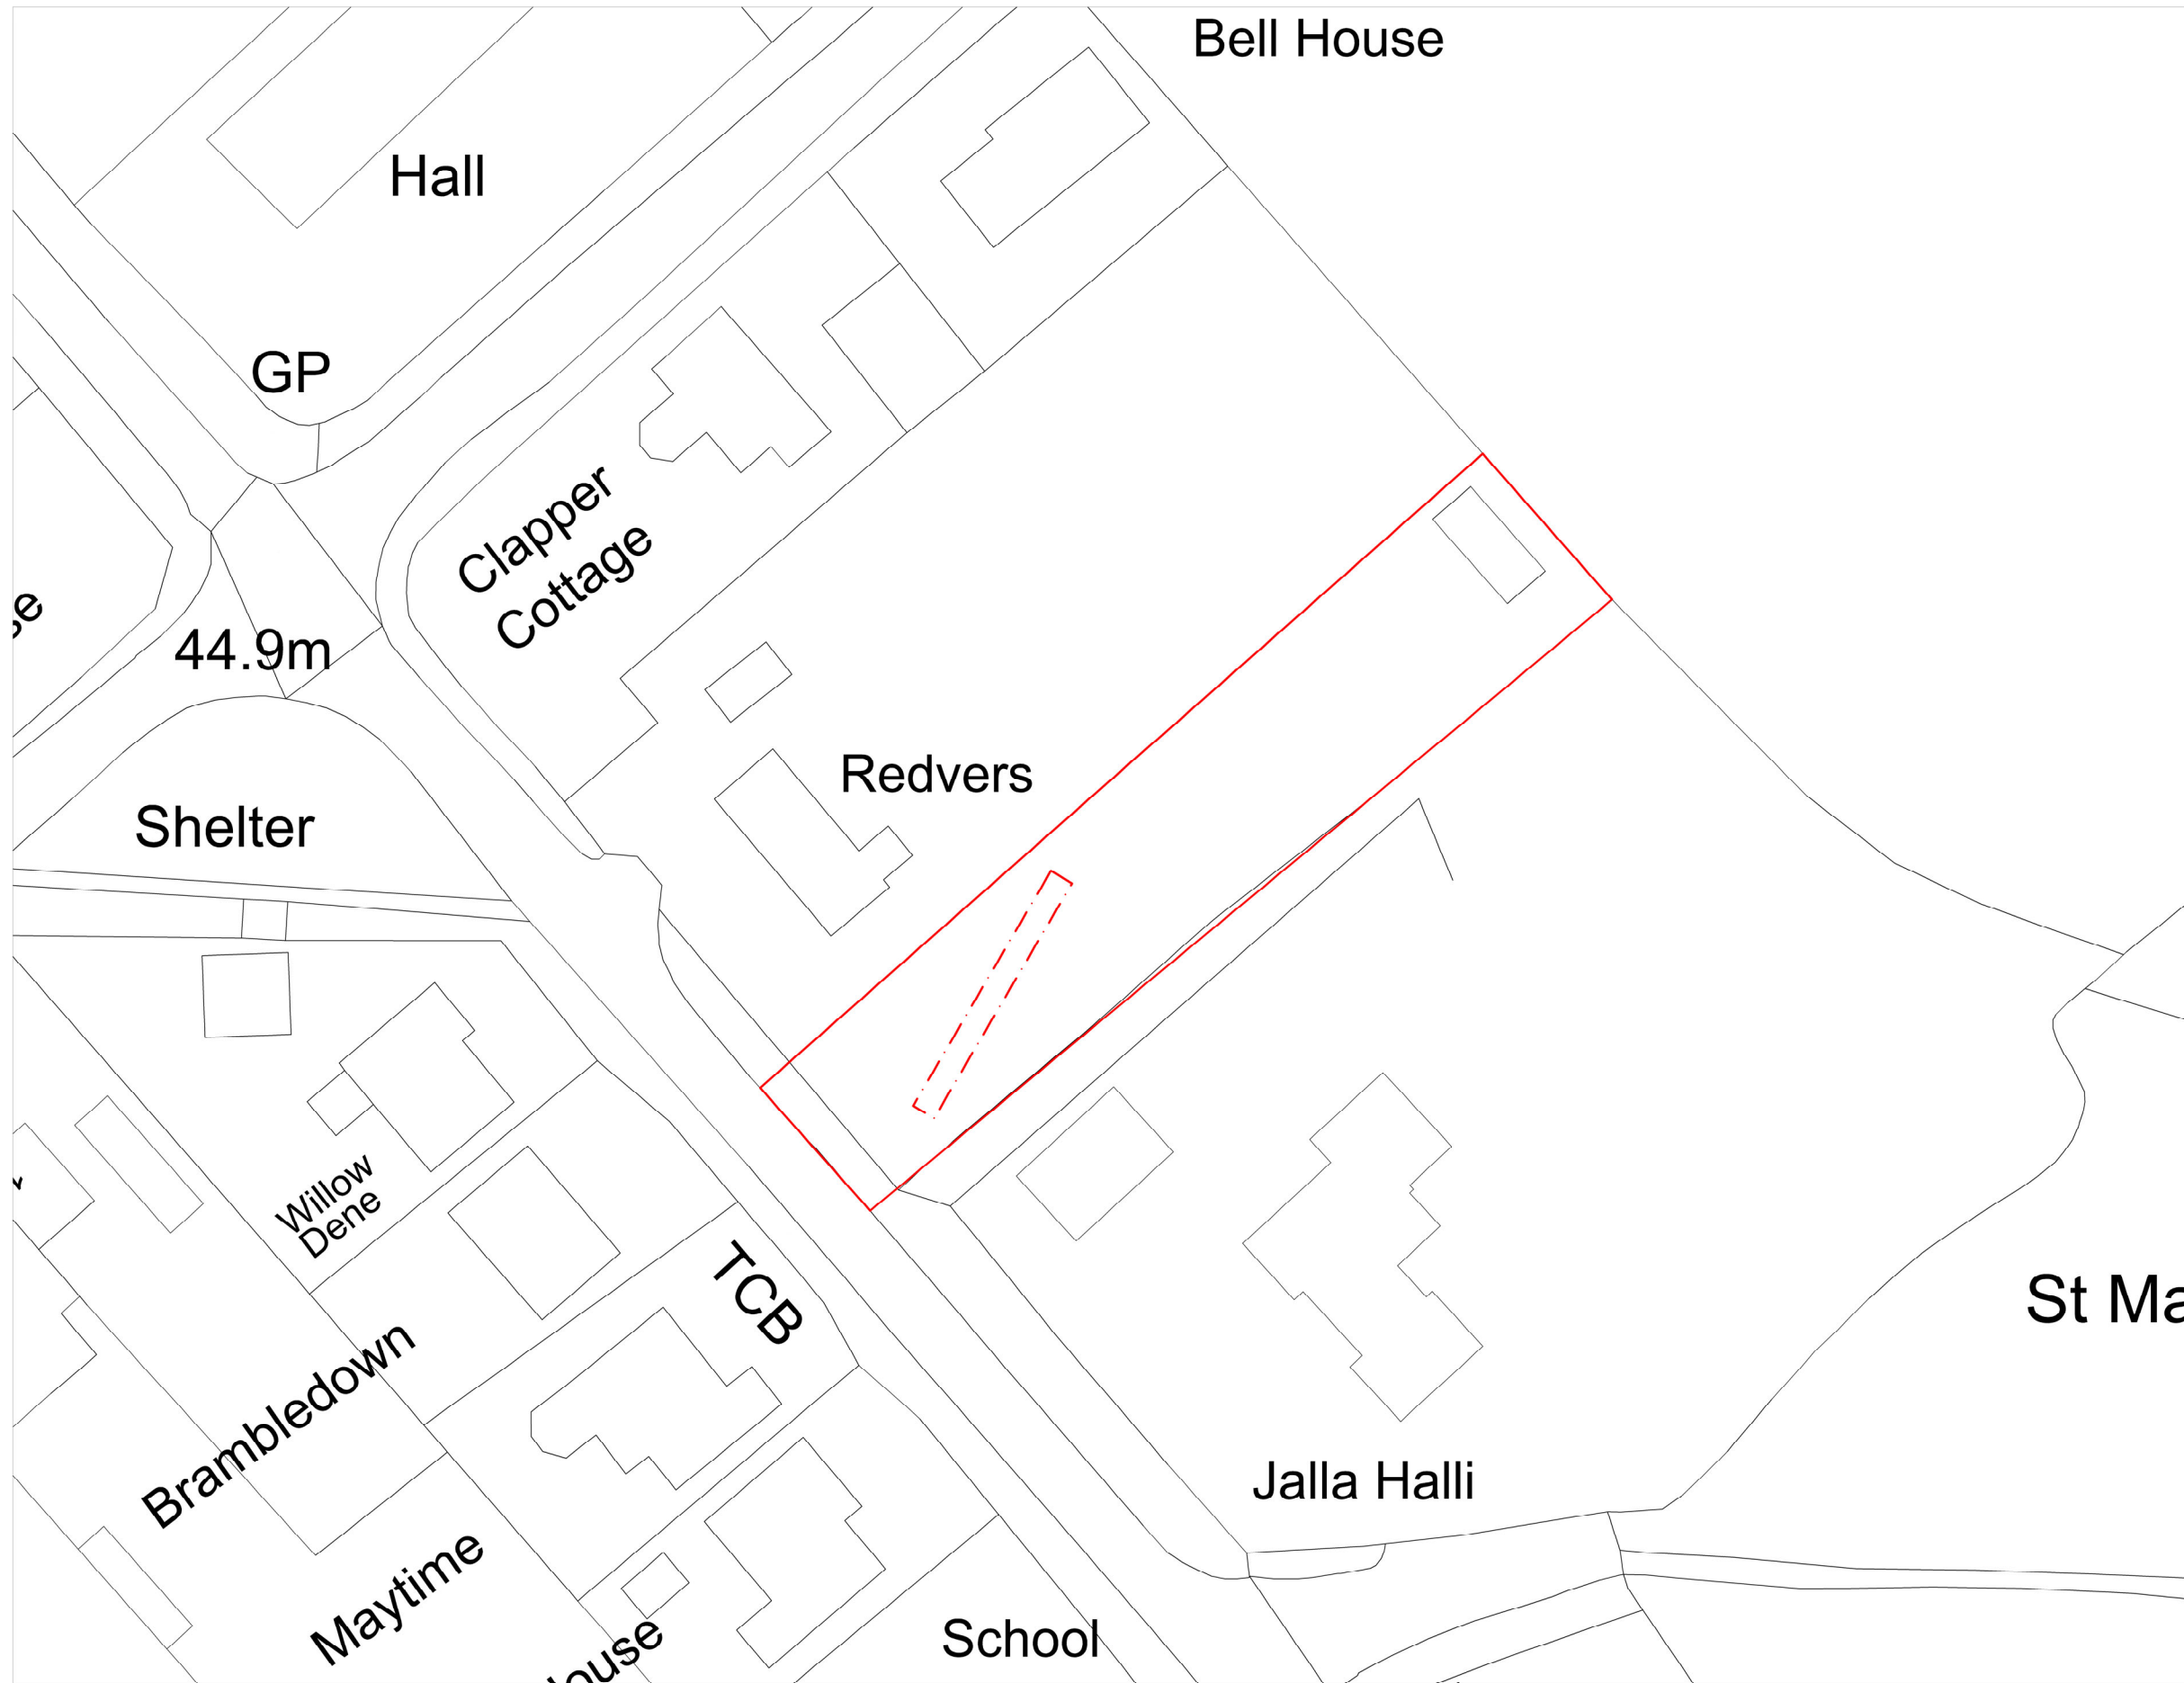 Bell House
Hall
GP
Clapper
Cottage
44.9m
Redvers
Shelter
Willow
Dene
TCB
Brambledown
Jalla Halli
Maytime
School